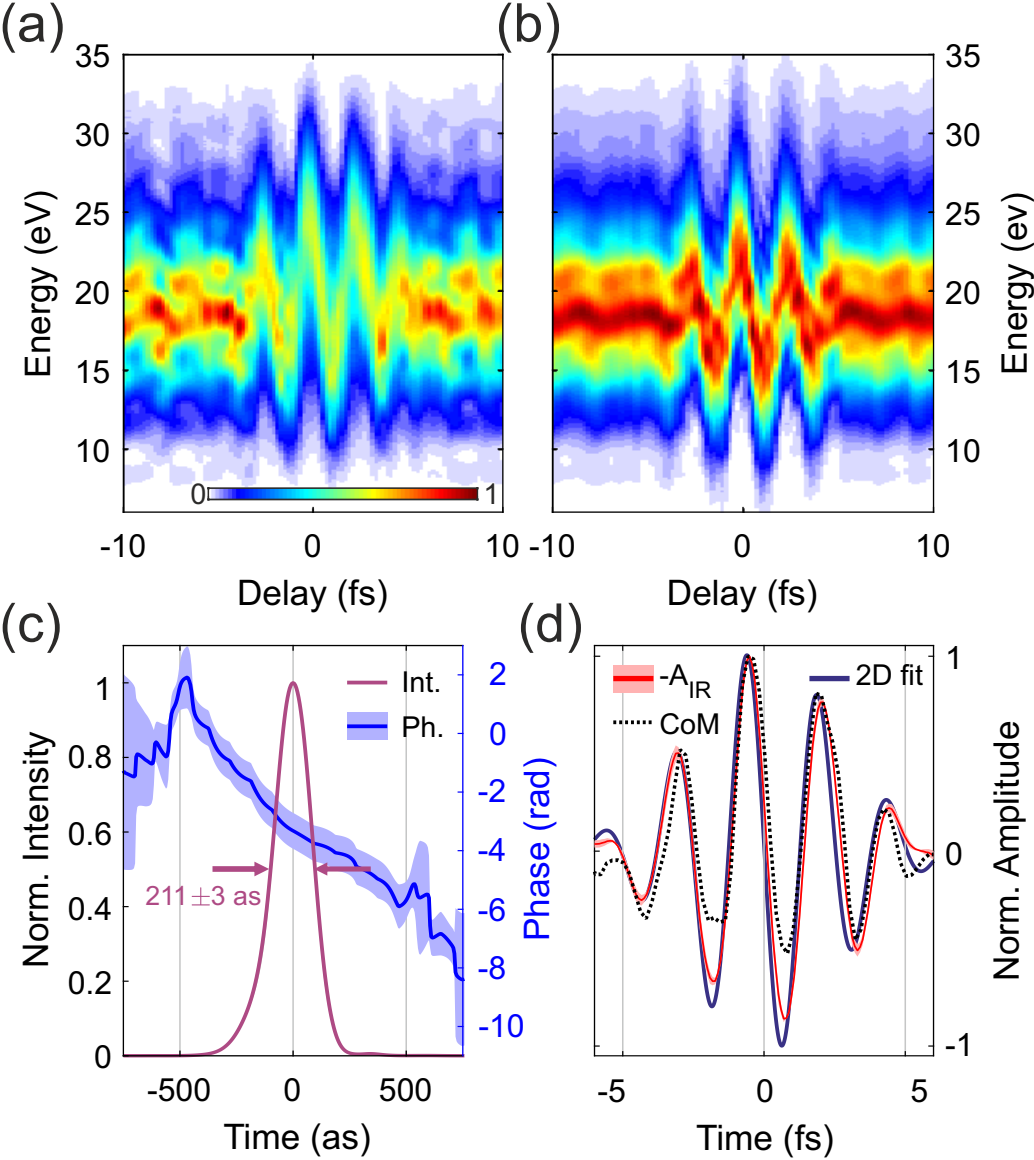 (a)
(b)
35
30
25
20
15
10
Energy (eV)
0
1
-10
0
10
Delay (fs)
35
30
25
20
15
10
Energy (eV)
-10
0
10
Delay (fs)
(c)
(d)
1
0.8
0.6
0.4
0.2
0
Norm. Intensity
Int.
Ph.
211 ±3 as
2
0
-2
-4
-6
-8
-10
Phase (rad)
-500
0
500
Time (as)
-A_IR
CoM
2D fit
1
0
-1
Norm. Amplitude
-5
0
5
Time (fs)